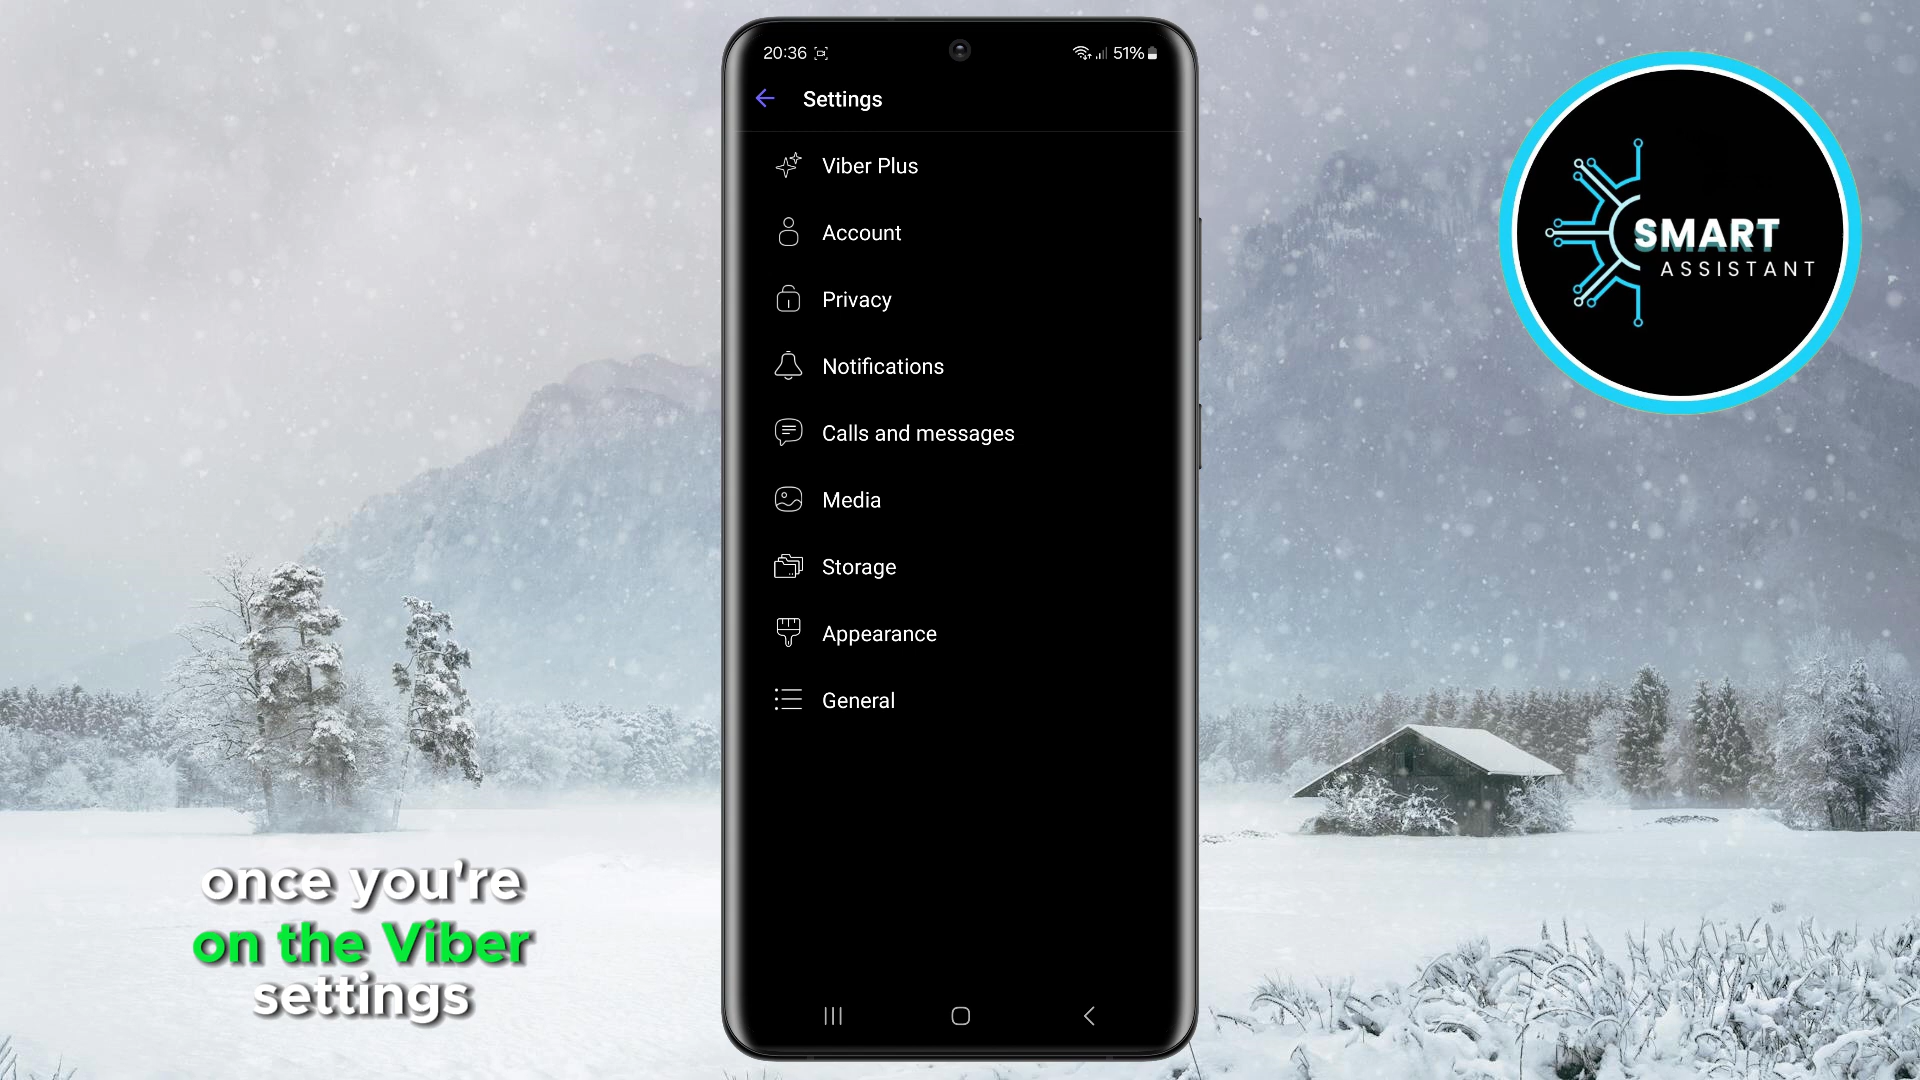 20:36
51%
Settings
Viber Plus
Account
Privacy
Notifications
Calls and messages
Media
Storage
Appearance
General
SMART
ASSISTANT
once you're
on the Viber
settings